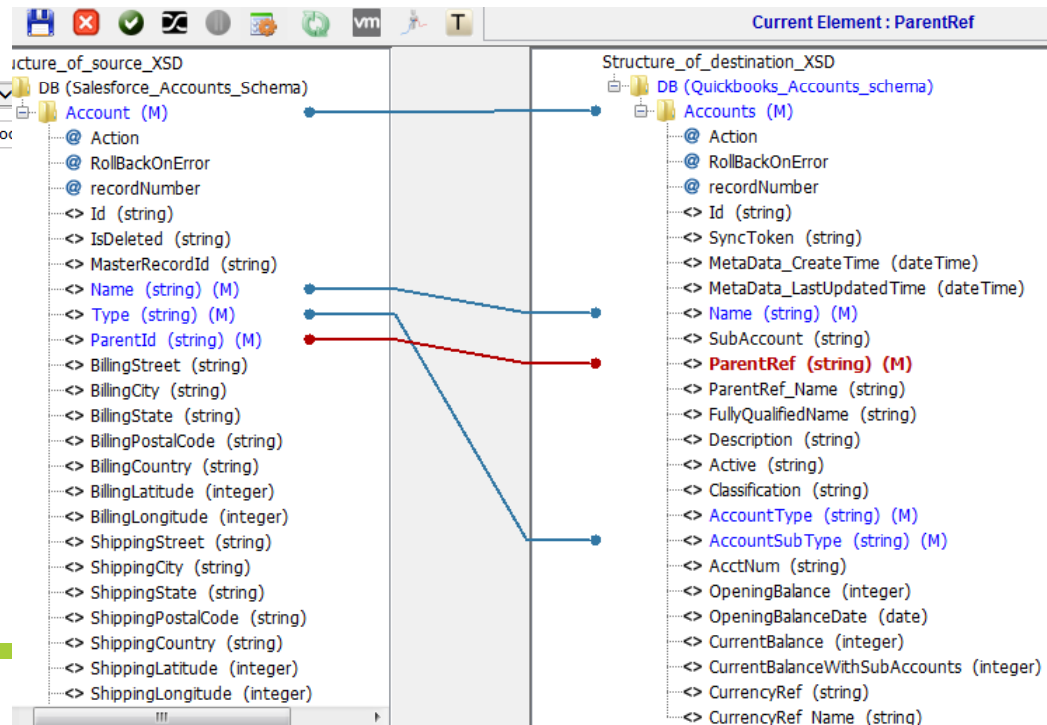 vm
T
Current Element : ParentRef
ucture_of_source_XSD
DB (Salesforce_Accounts_Schema)
Account (M)
@ Action
@ RollBackOnError
@ recordNumber
<> Id (string)
<> IsDeleted (string)
<> MasterRecordId (string)
<> Name (string) (M)
<> Type (string) (M)
<> ParentId (string) (M)
<> BillingStreet (string)
<> BillingCity (string)
<> BillingState (string)
<> BillingPostalCode (string)
<> BillingCountry (string)
<> BillingLatitude (integer)
<> BillingLongitude (integer)
<> ShippingStreet (string)
<> ShippingCity (string)
<> ShippingState (string)
<> ShippingPostalCode (string)
<> ShippingCountry (string)
<> ShippingLatitude (integer)
<> ShippingLongitude (integer)
Structure_of_destination_XSD
DB (Quickbooks_Accounts_schema)
Accounts (M)
@ Action
@ RollBackOnError
@ recordNumber
<> Id (string)
<> SyncToken (string)
<> MetaData_CreateTime (dateTime)
<> MetaData_LastUpdatedTime (dateTime)
<> Name (string) (M)
<> SubAccount (string)
<> ParentRef (string) (M)
<> ParentRef_Name (string)
<> FullyQualifiedName (string)
<> Description (string)
<> Active (string)
<> Classification (string)
<> AccountType (string) (M)
<> AccountSubType (string) (M)
<> AcctNum (string)
<> OpeningBalance (integer)
<> OpeningBalanceDate (date)
<> CurrentBalance (integer)
<> CurrentBalanceWithSubAccounts (integer)
<> CurrencyRef (string)
<> CurrencyRef_Name (string)